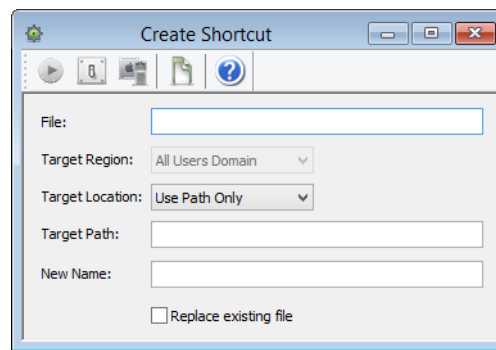 Create Shortcut
File:
Target Region: All Users Domain
Target Location: Use Path Only
Target Path:
New Name:
Replace existing file